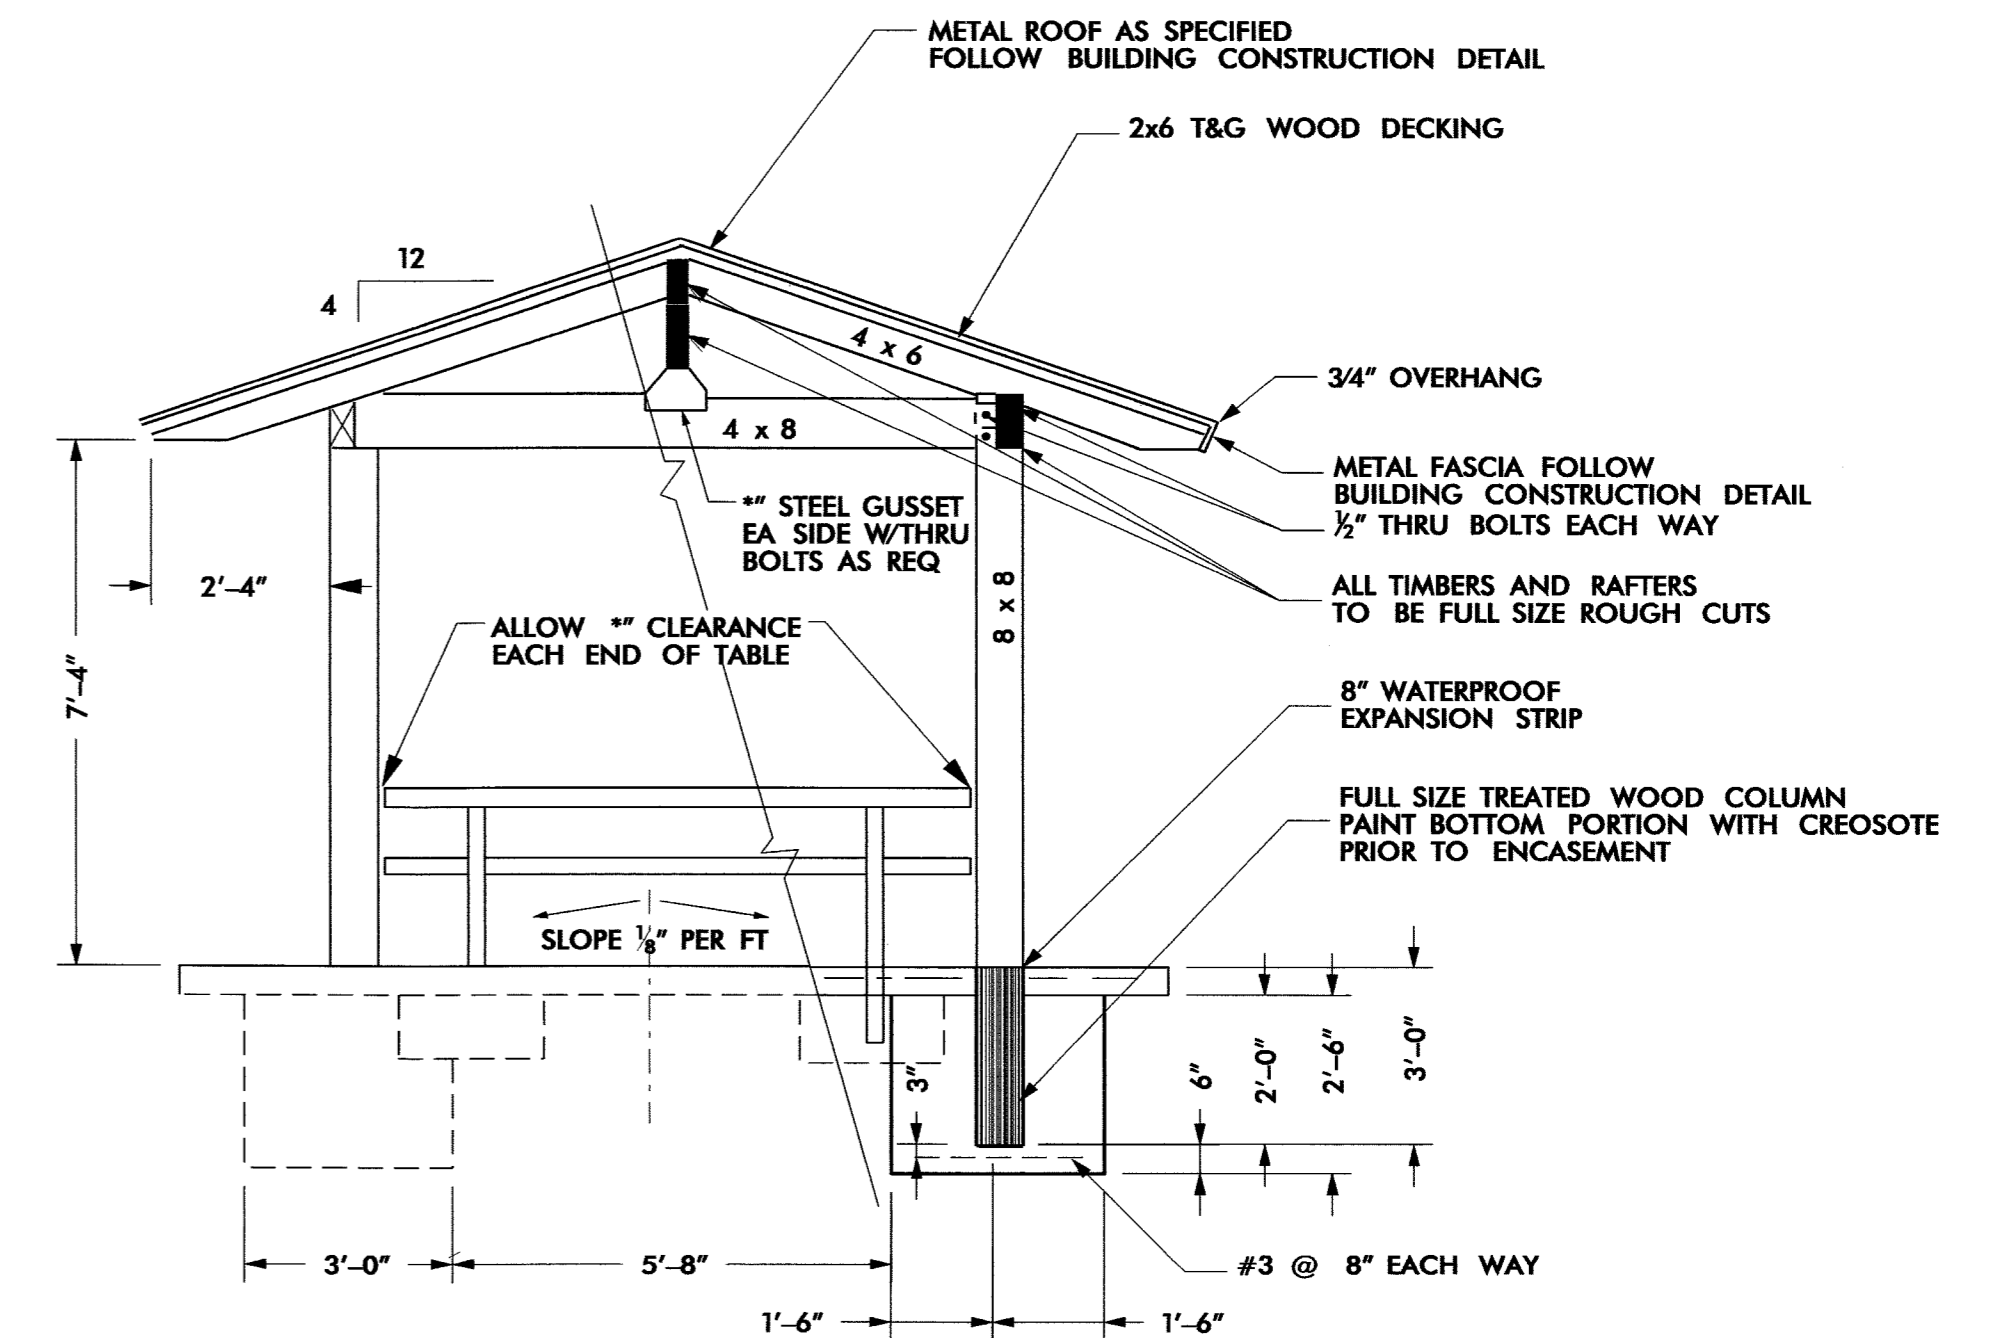 METAL ROOF AS SPECIFIED
FOLLOW BUILDING CONSTRUCTION DETAIL
2x6 T&G WOOD DECKING
12
4
4 x 6
3/4" OVERHANG
4 x 8
METAL FASCIA FOLLOW
BUILDING CONSTRUCTION DETAIL
½" THRU BOLTS EACH WAY
*" STEEL GUSSET
EA SIDE W/THRU
BOLTS AS REQ
2'-4"
8 x 8
ALL TIMBERS AND RAFTERS
TO BE FULL SIZE ROUGH CUTS
ALLOW *" CLEARANCE
EACH END OF TABLE
7'-4"
8" WATERPROOF
EXPANSION STRIP
FULL SIZE TREATED WOOD COLUMN
PAINT BOTTOM PORTION WITH CREOSOTE
PRIOR TO ENCASEMENT
SLOPE ⅛" PER FT
3"
6"
2'-0"
2'-6"
3'-0"
3'-0"
5'-8"
#3 @ 8" EACH WAY
1'-6"
1'-6"